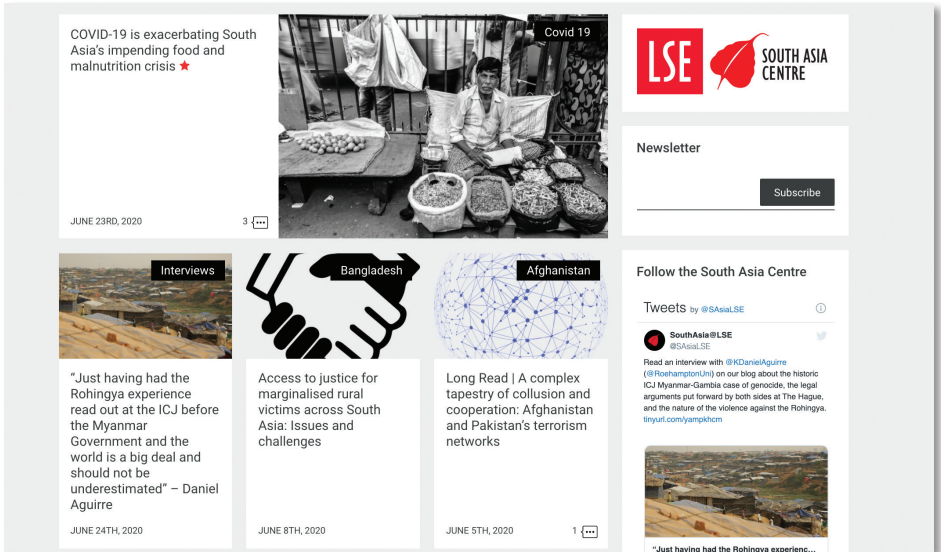 COVID-19 is exacerbating South
Asia's impending food and
malnutrition crisis ★
JUNE 23RD, 2020
3
Covid 19
Interviews
"Just having had the
Rohingya experience
read out at the ICJ before
the Myanmar
Government and the
world is a big deal and
should not be
underestimated" – Daniel
Aguirre
JUNE 24TH, 2020
Bangladesh
Access to justice for
marginalised rural
victims across South
Asia: Issues and
challenges
JUNE 8TH, 2020
Afghanistan
Long Read | A complex
tapestry of collusion and
cooperation: Afghanistan
and Pakistan's terrorism
networks
JUNE 5TH, 2020
1
LSE
SOUTH ASIA
CENTRE
Newsletter
Subscribe
Follow the South Asia Centre
Tweets by @SAsiaLSE
SouthAsia@LSE
@SAsiaLSE
Read an interview with @KDanielAguirre
(@RoehamptonUni) on our blog about the historic
ICJ Myanmar-Gambia case of genocide, the legal
arguments put forward by both sides at The Hague,
and the nature of the violence against the Rohingya.
tinyurl.com/yampkhcm
"Just having had the Rohingya experienc...